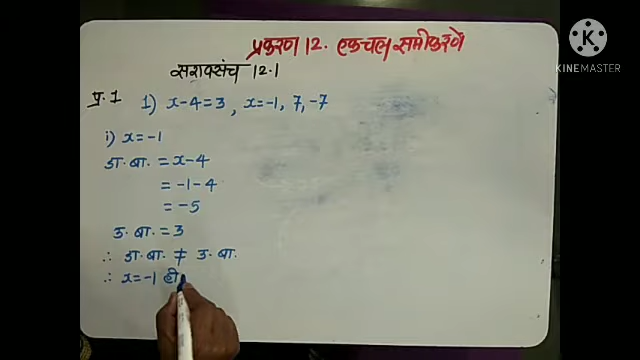 प्रकरण 12. एकचल समीकरणे
सरावसंच 12.1
प्र.1 1) x-4=3, x=-1, 7, -7
i) x=-1
डा.बा. = x-4
= -1-4
= -5
उ.बा. = 3
∴ डा.बा. ≠ उ.बा.
∴ x=-1 ही
KINEMASTER